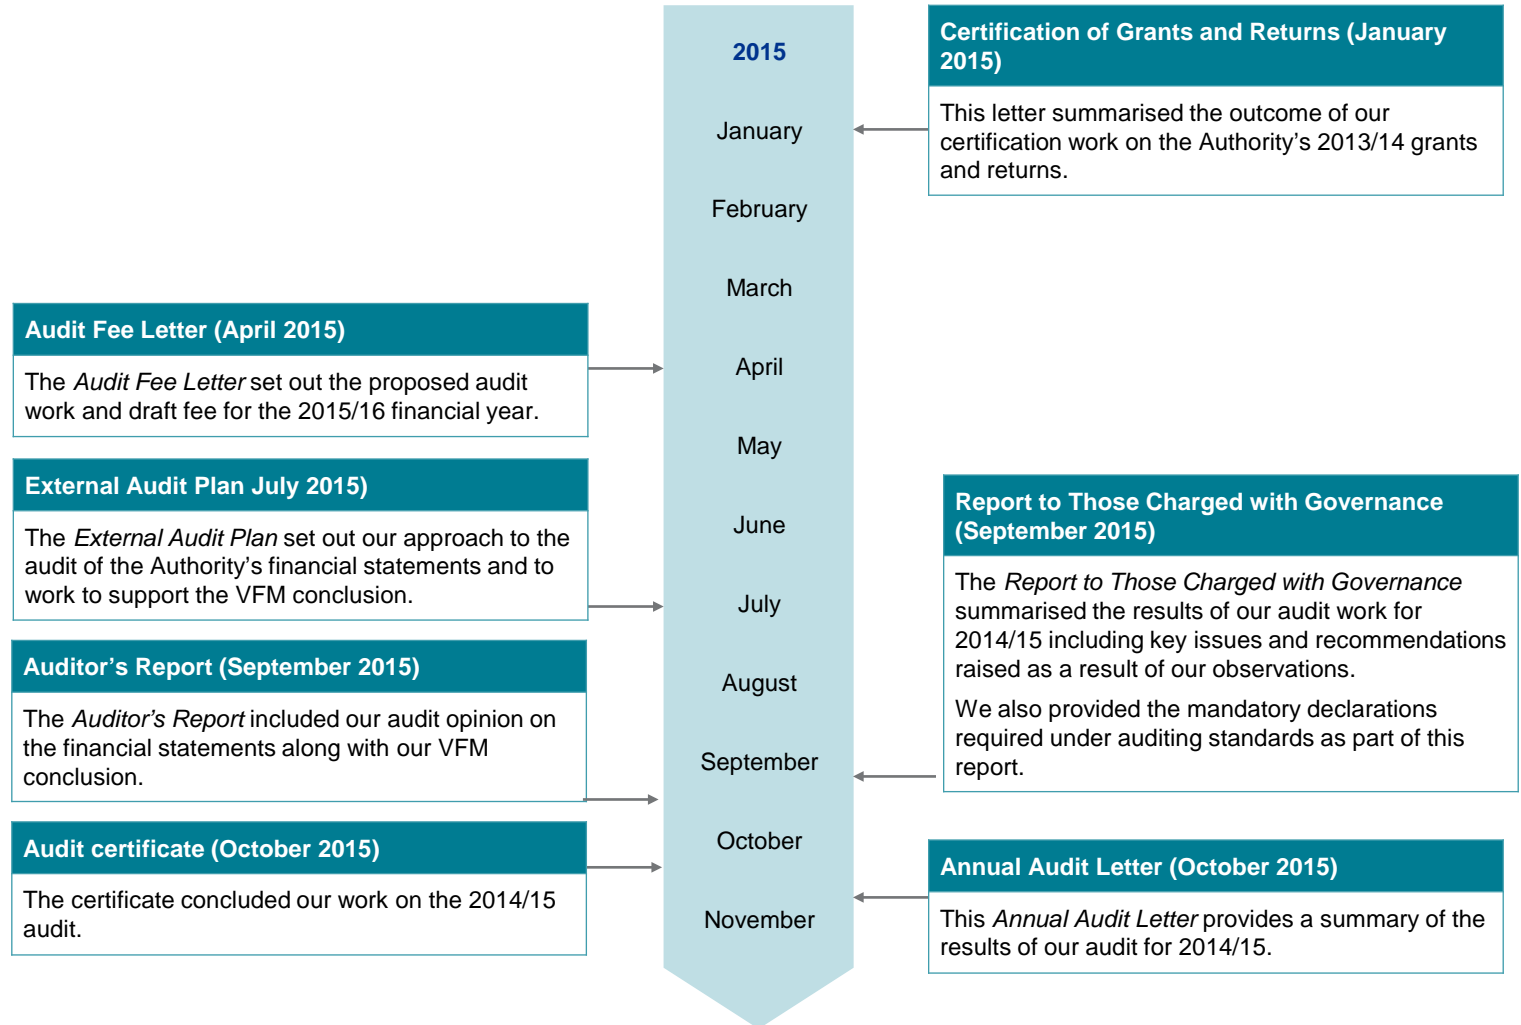 2015
January
February
March
April
May
June
July
August
September
October
November
Certification of Grants and Returns (January
2015)
This letter summarised the outcome of our
certification work on the Authority’s 2013/14 grants
and returns.
Audit Fee Letter (April 2015)
The Audit Fee Letter set out the proposed audit
work and draft fee for the 2015/16 financial year.
External Audit Plan July 2015)
The External Audit Plan set out our approach to the
audit of the Authority’s financial statements and to
work to support the VFM conclusion.
Auditor’s Report (September 2015)
The Auditor’s Report included our audit opinion on
the financial statements along with our VFM
conclusion.
Report to Those Charged with Governance
(September 2015)
The Report to Those Charged with Governance
summarised the results of our audit work for
2014/15 including key issues and recommendations
raised as a result of our observations.
We also provided the mandatory declarations
required under auditing standards as part of this
report.
Audit certificate (October 2015)
The certificate concluded our work on the 2014/15
audit.
Annual Audit Letter (October 2015)
This Annual Audit Letter provides a summary of the
results of our audit for 2014/15.